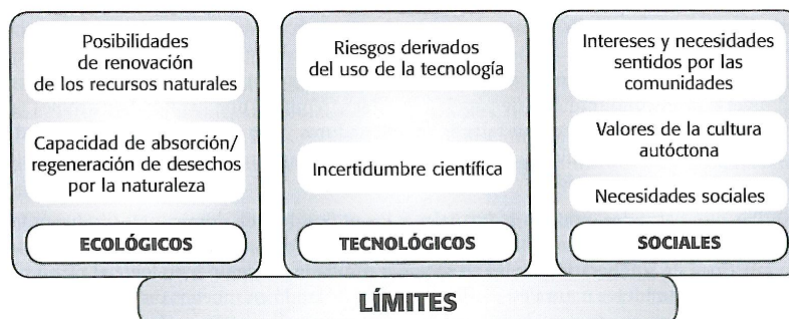 Posibilidades
de renovación
de los recursos naturales
Capacidad de absorción/
regeneración de desechos
por la naturaleza
ECOLÓGICOS
Riesgos derivados
del uso de la tecnología
Incertidumbre científica
TECNOLÓGICOS
Intereses y necesidades
sentidos por las
comunidades
Valores de la cultura
autóctona
Necesidades sociales
SOCIALES
LÍMITES